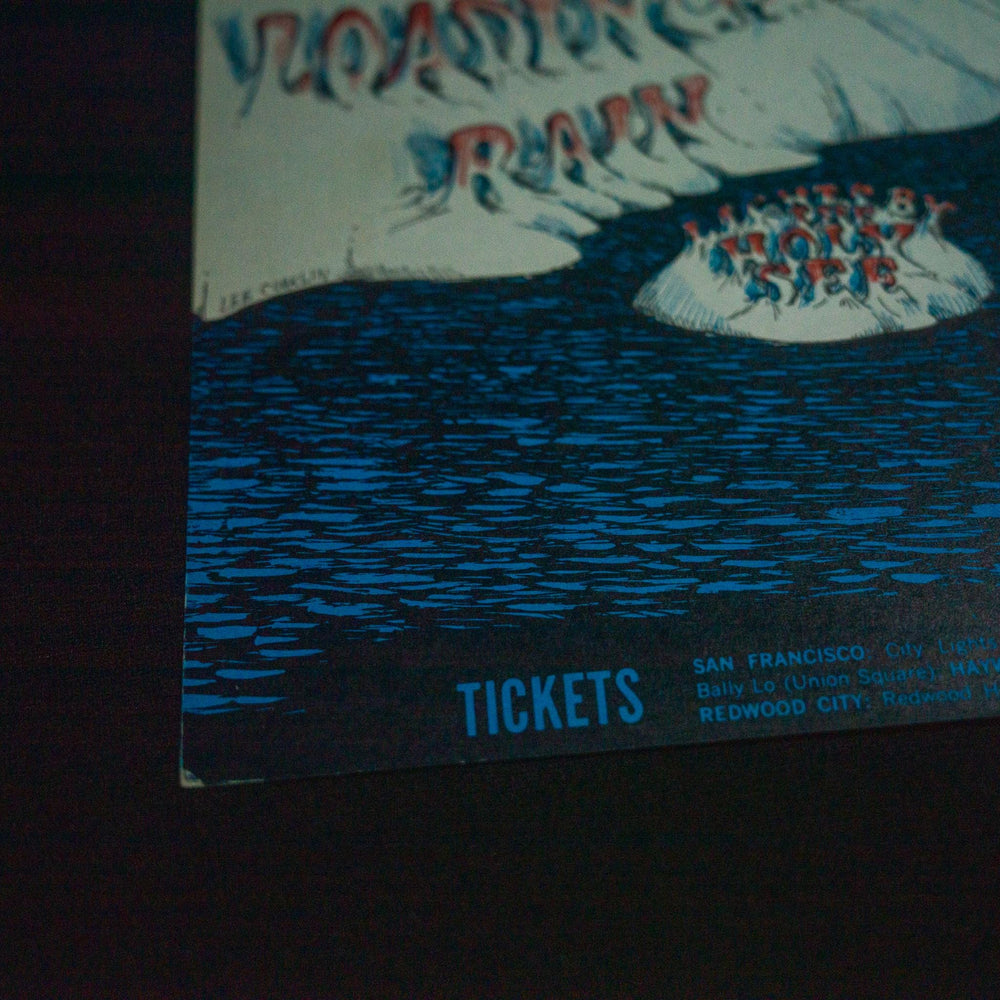 RAIN
LIGHTS BY
THE
HOLY
SEE
LEE CONKLIN
TICKETS
SAN FRANCISCO: City Lights
Bally Lo (Union Square);
REDWOOD CITY: Redwood